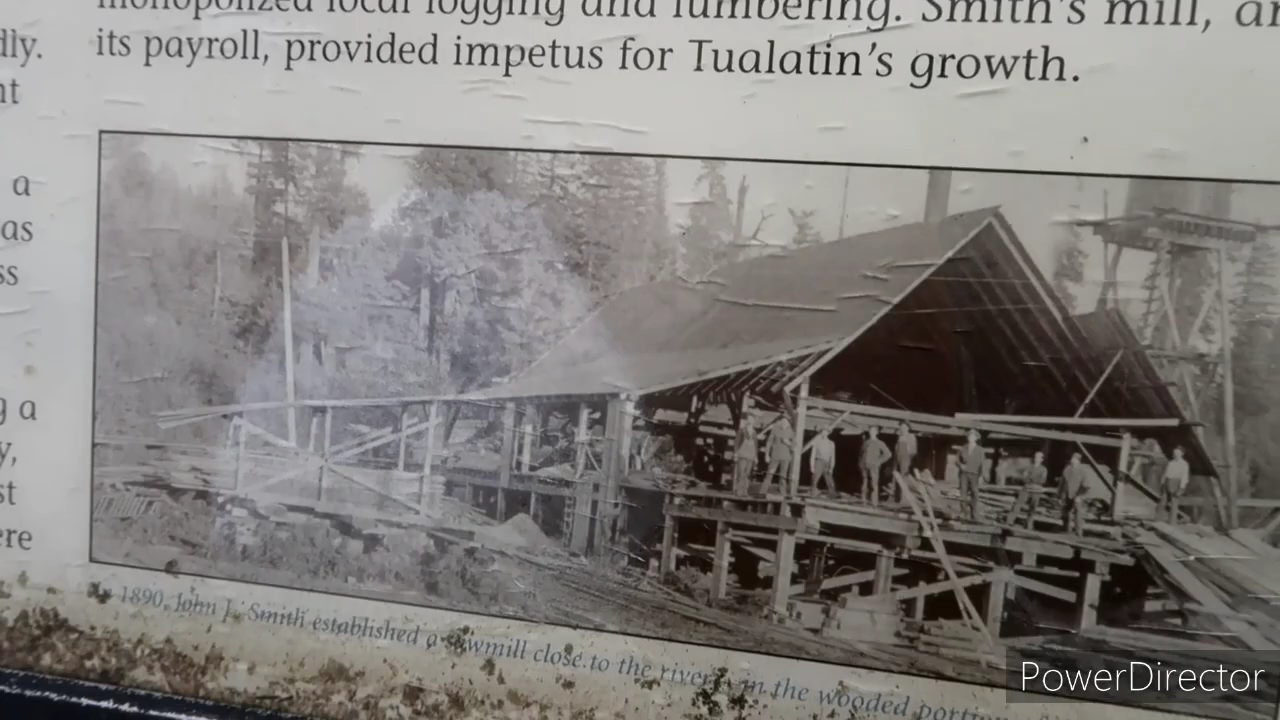 monopolized local logging and lumbering. Smith's mill, an
its payroll, provided impetus for Tualatin's growth.
dly.
nt
a
as
ss
g a
y,
st
ere
1890, John J. Smith established a sawmill close to the river in the wooded portion
PowerDirector